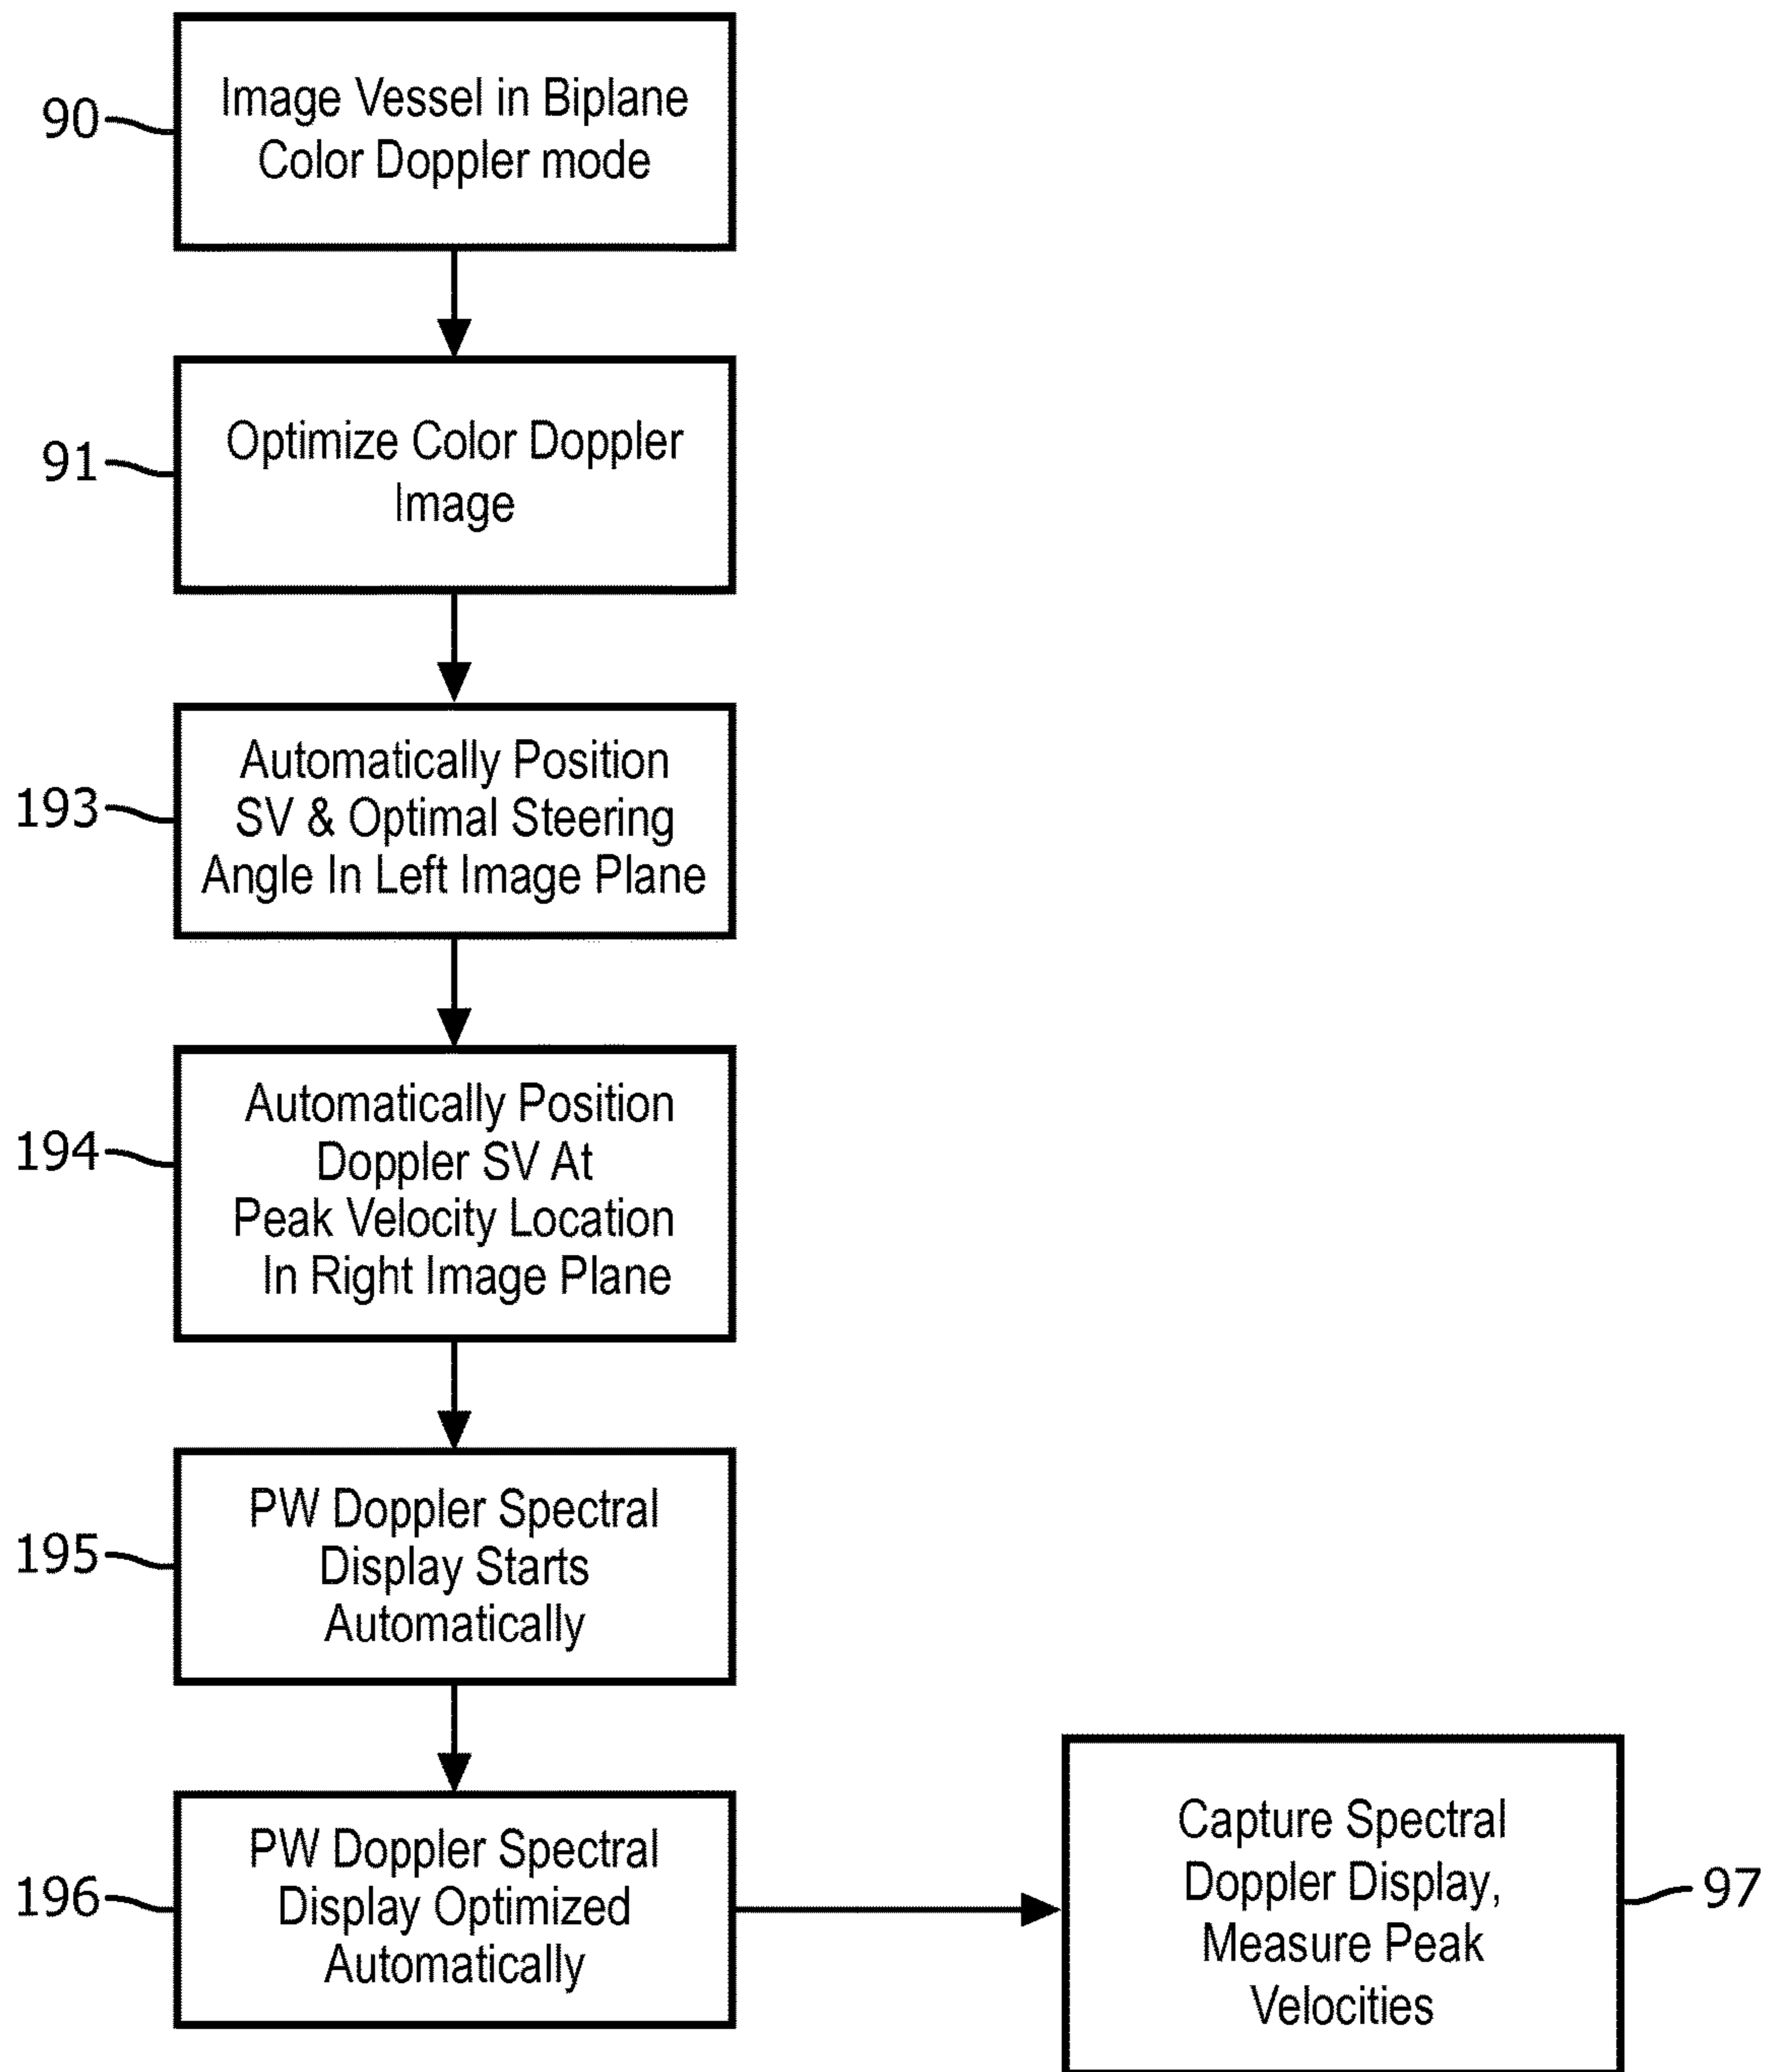 90
Image Vessel in Biplane
Color Doppler mode
91
Optimize Color Doppler
Image
193
Automatically Position
SV & Optimal Steering
Angle In Left Image Plane
194
Automatically Position
Doppler SV At
Peak Velocity Location
In Right Image Plane
195
PW Doppler Spectral
Display Starts
Automatically
196
PW Doppler Spectral
Display Optimized
Automatically
Capture Spectral
Doppler Display,
Measure Peak
Velocities
97